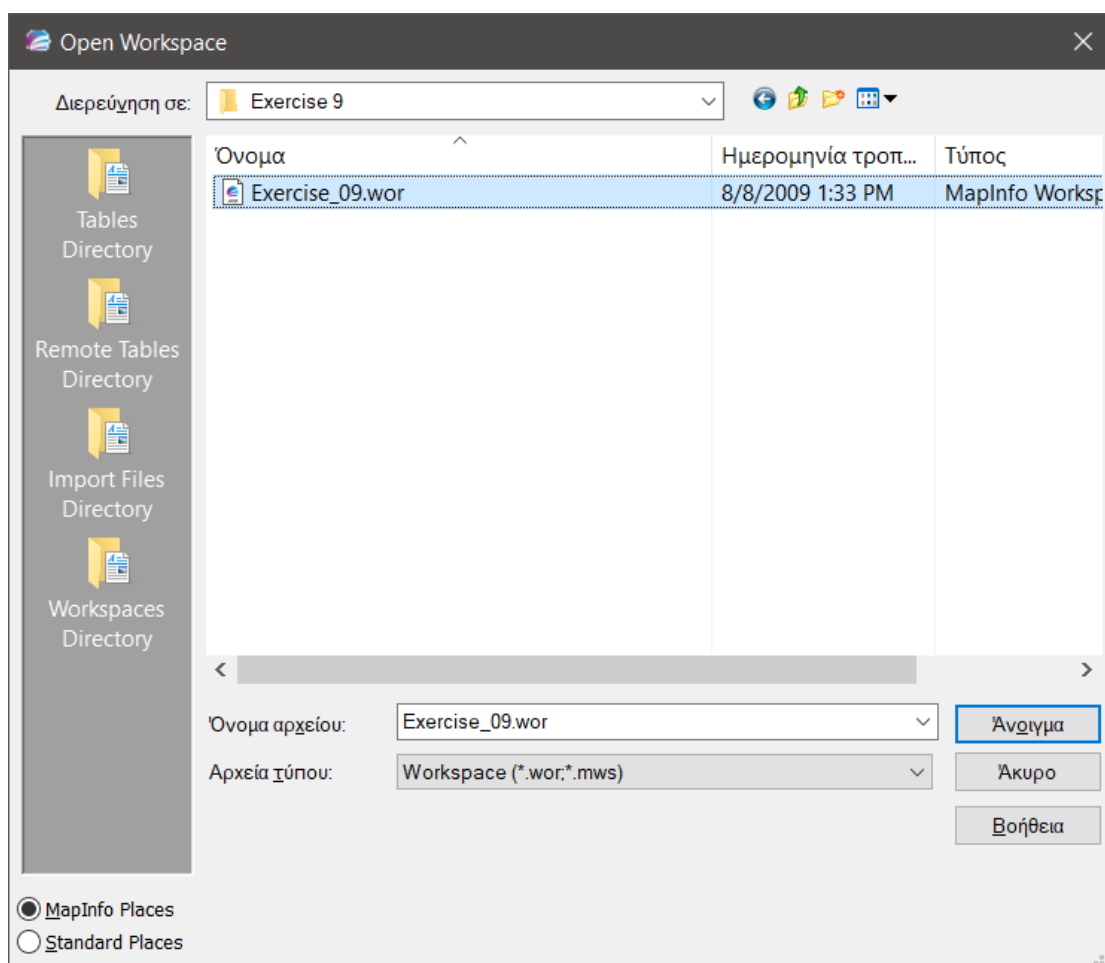 Open Workspace
Διερεύνηση σε:
Exercise 9
Όνομα
Ημερομηνία τροπ...
Τύπος
Exercise_09.wor
8/8/2009 1:33 PM
MapInfo Worksp
Tables
Directory
Remote Tables
Directory
Import Files
Directory
Workspaces
Directory
Όνομα αρχείου:
Exercise_09.wor
Άνοιγμα
Αρχεία τύπου:
Workspace (*.wor;*.mws)
Άκυρο
Βοήθεια
MapInfo Places
Standard Places